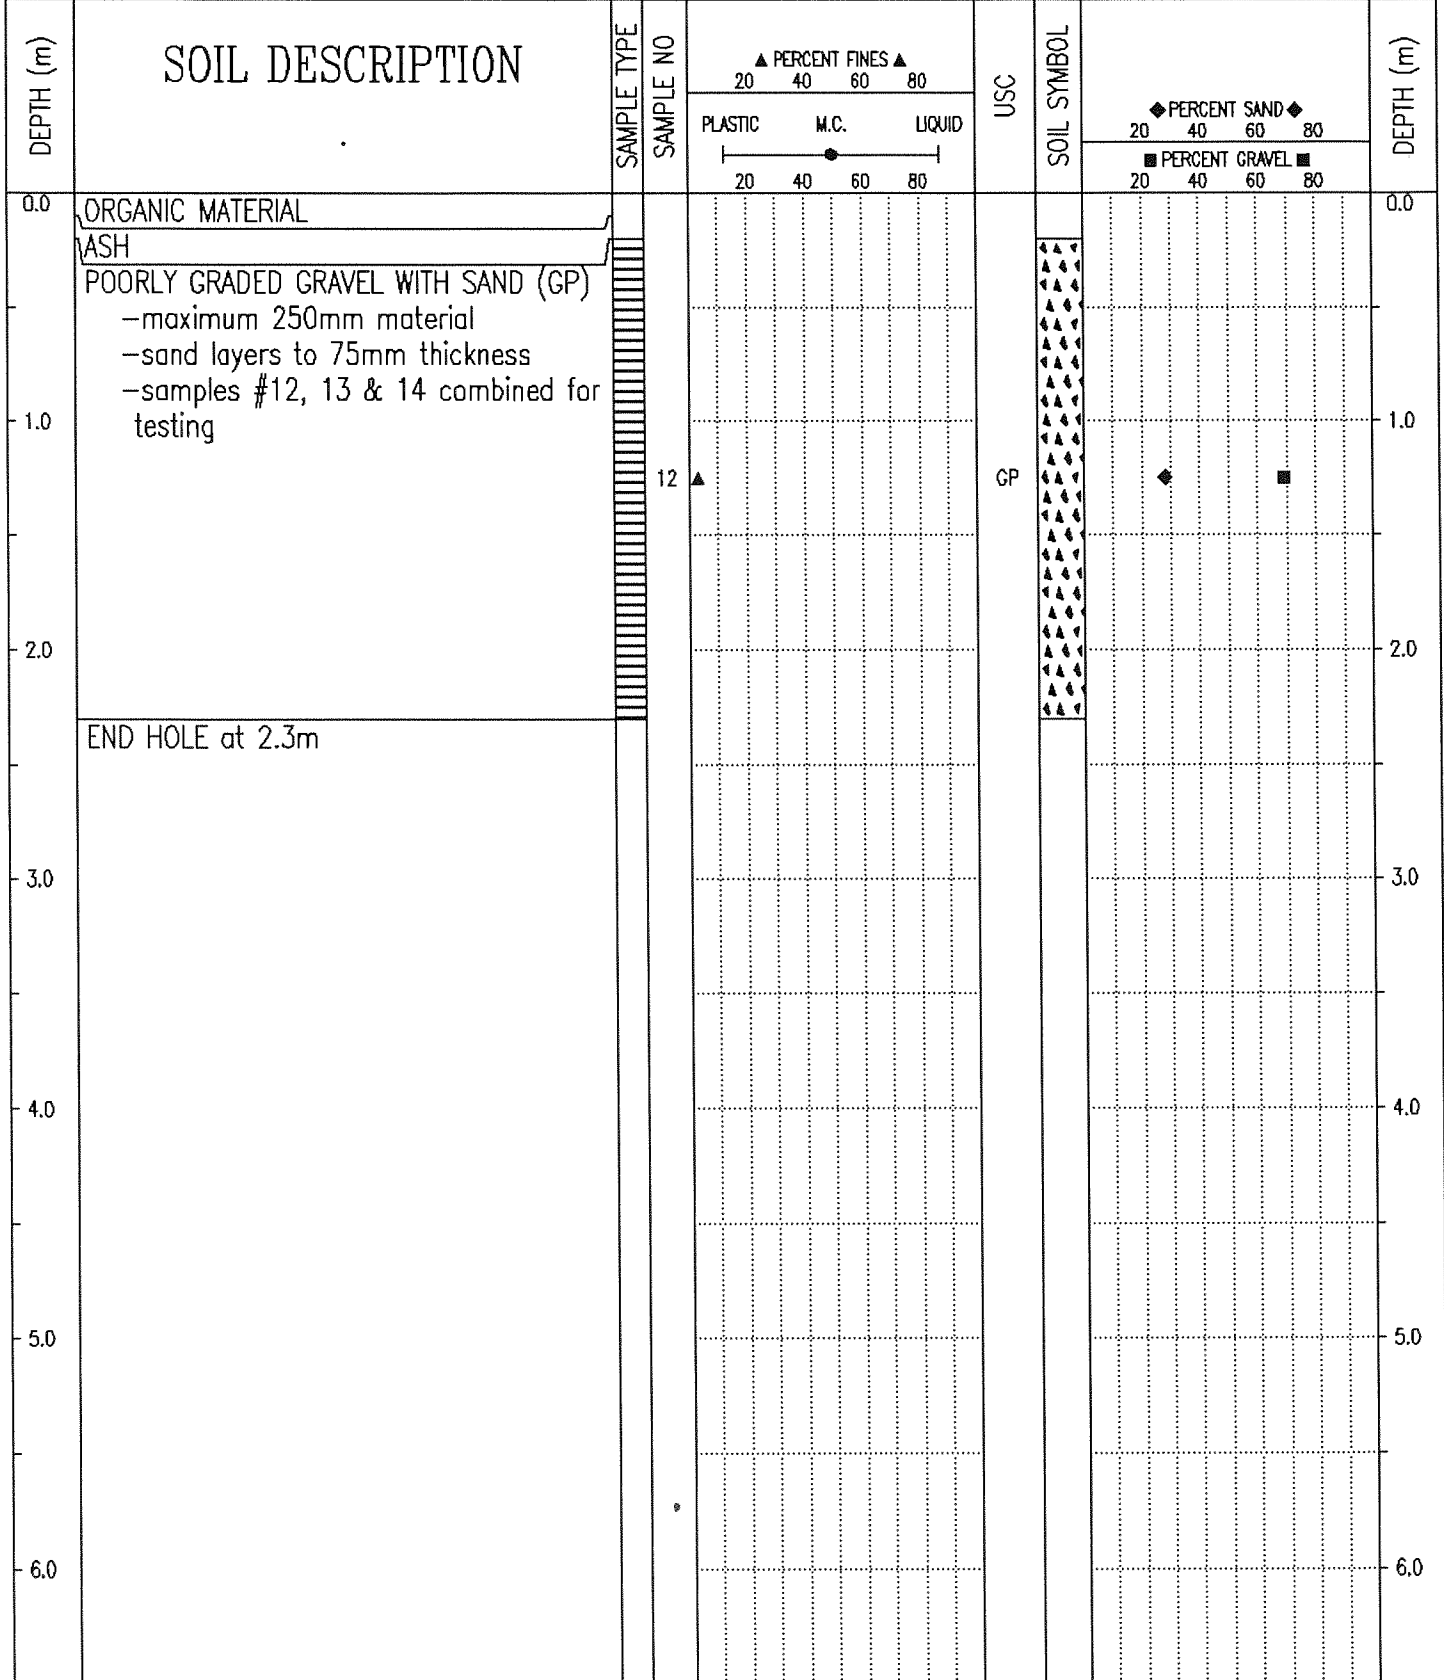 DEPTH (m)
SOIL DESCRIPTION
SAMPLE TYPE
SAMPLE NO
▲ PERCENT FINES ▲
20 40 60 80
PLASTIC M.C. LIQUID
20 40 60 80
USC
SOIL SYMBOL
◆ PERCENT SAND ◆
20 40 60 80
■ PERCENT GRAVEL ■
20 40 60 80
DEPTH (m)
0.0 ORGANIC MATERIAL 0.0
ASH
POORLY GRADED GRAVEL WITH SAND (GP)
-maximum 250mm material
-sand layers to 75mm thickness
-samples #12, 13 & 14 combined for
1.0 testing 1.0
12 GP
2.0 2.0
END HOLE at 2.3m
3.0 3.0
4.0 4.0
5.0 5.0
6.0 6.0